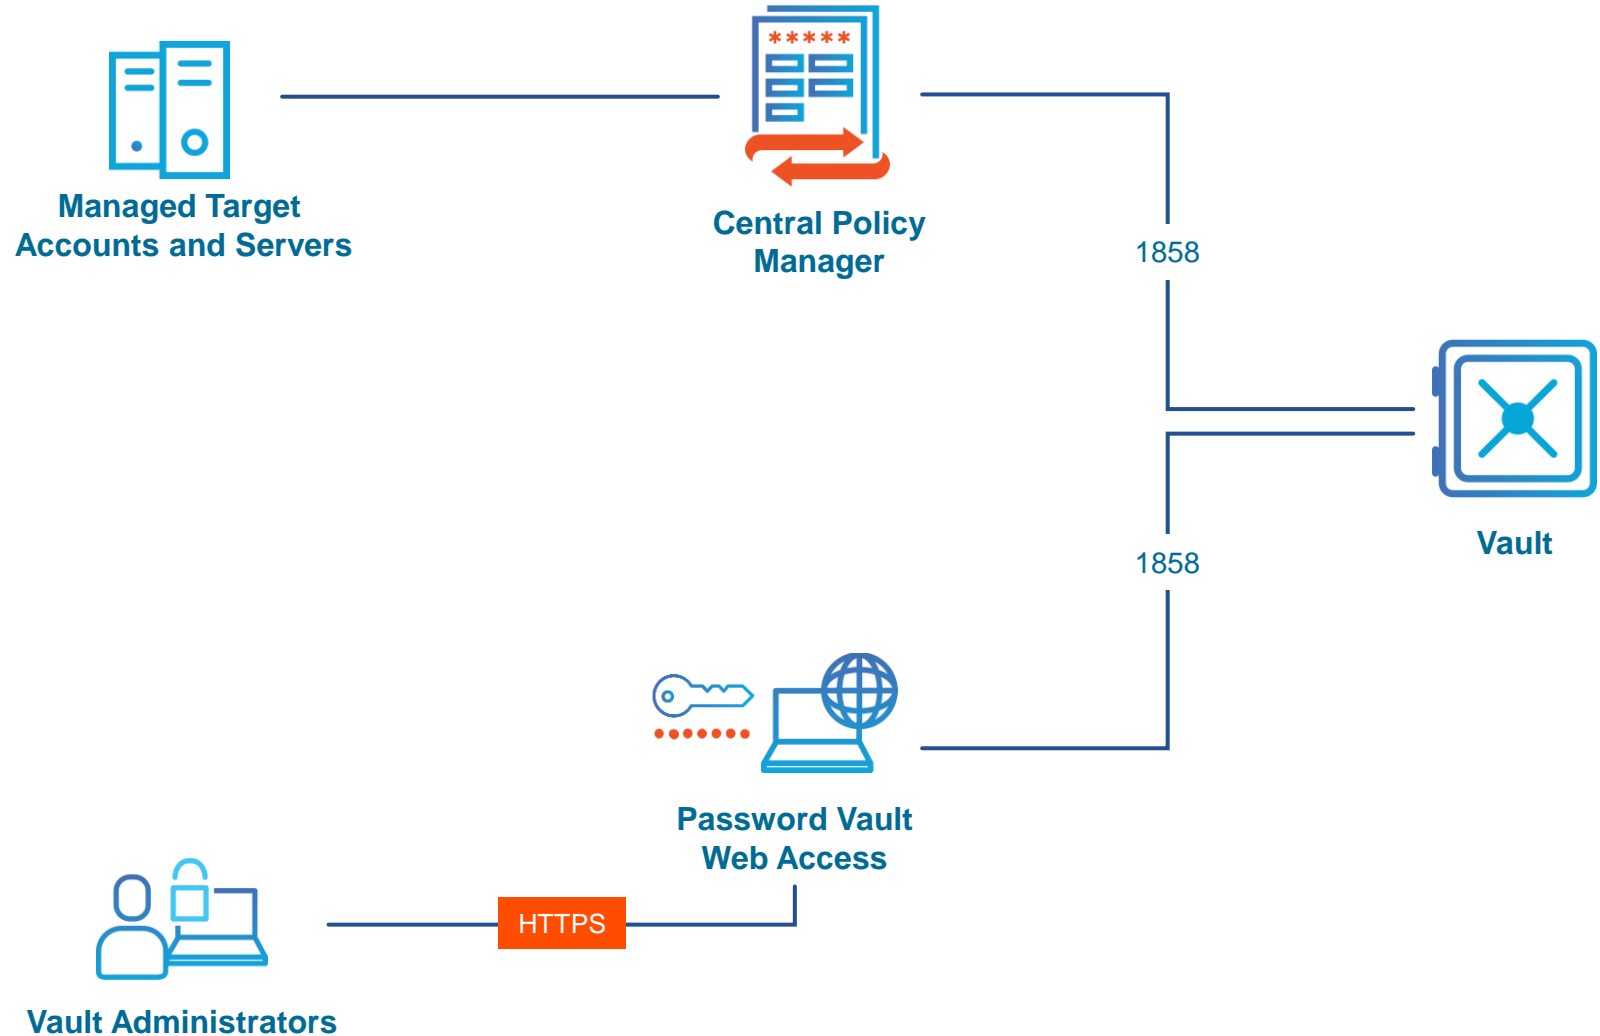 *****
Managed Target
Accounts and Servers
Central Policy
Manager
1858
Vault
1858
Password Vault
Web Access
HTTPS
Vault Administrators